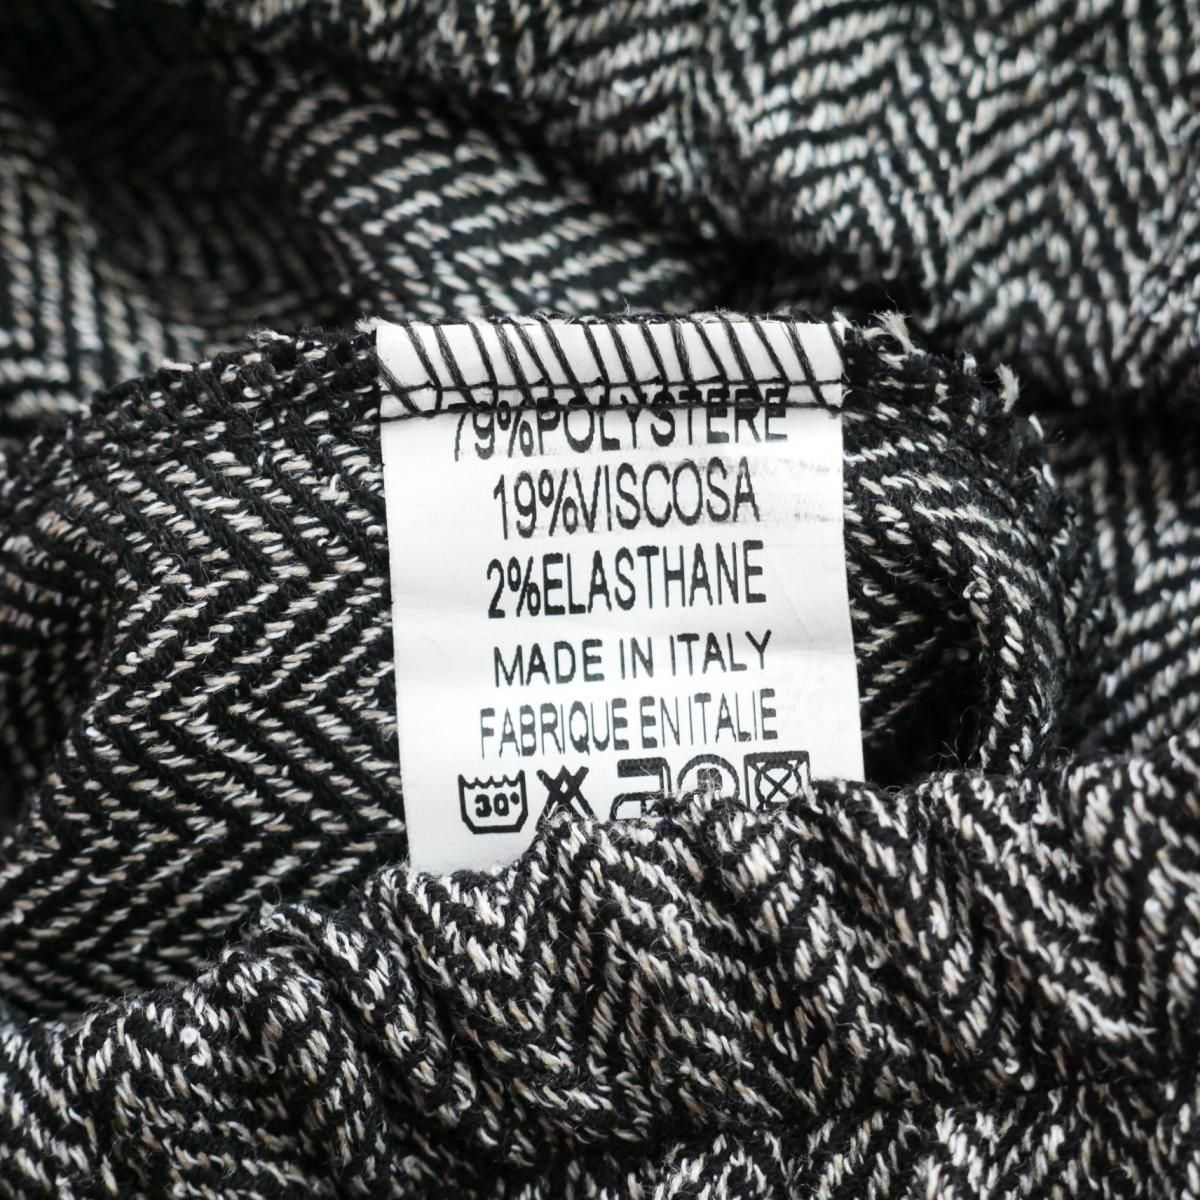 79%POLYSTERE
19%VISCOSA
2%ELASTHANE
MADE IN ITALY
FABRIQUE EN ITALIE
30°